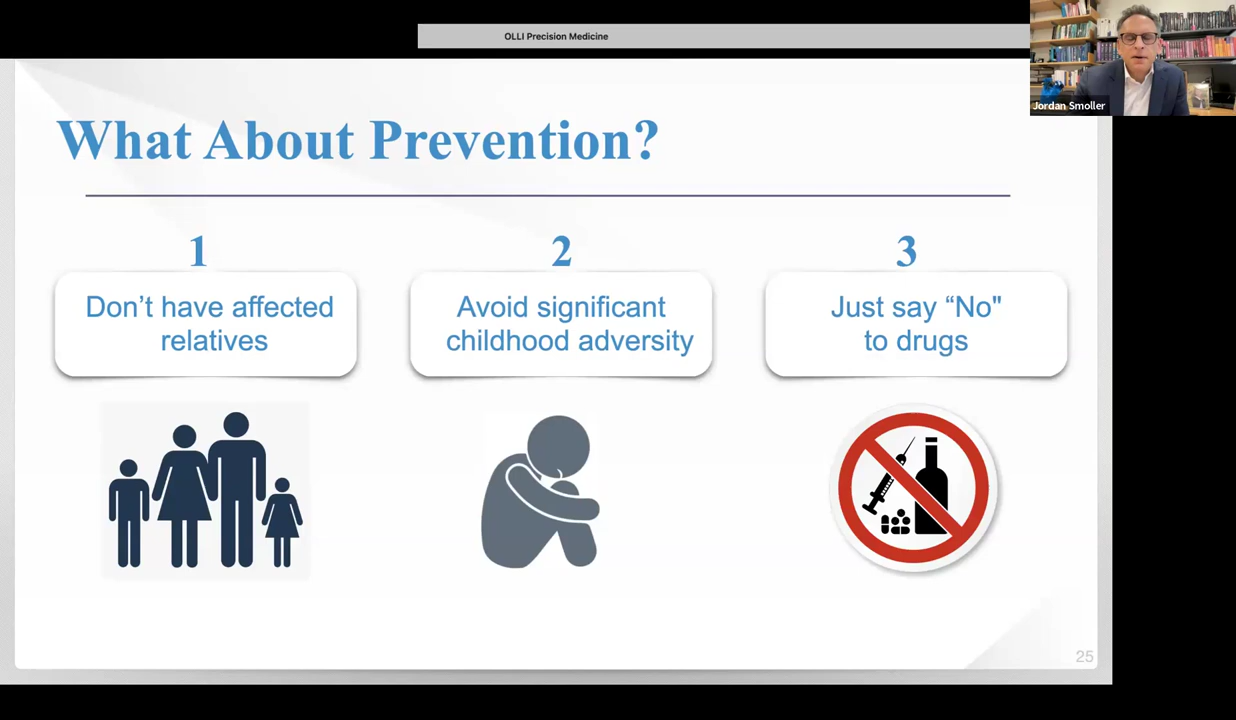 OLLI Precision Medicine
Jordan Smoller
What About Prevention?
1
Don’t have affected
relatives
2
Avoid significant
childhood adversity
3
Just say “No"
to drugs
25